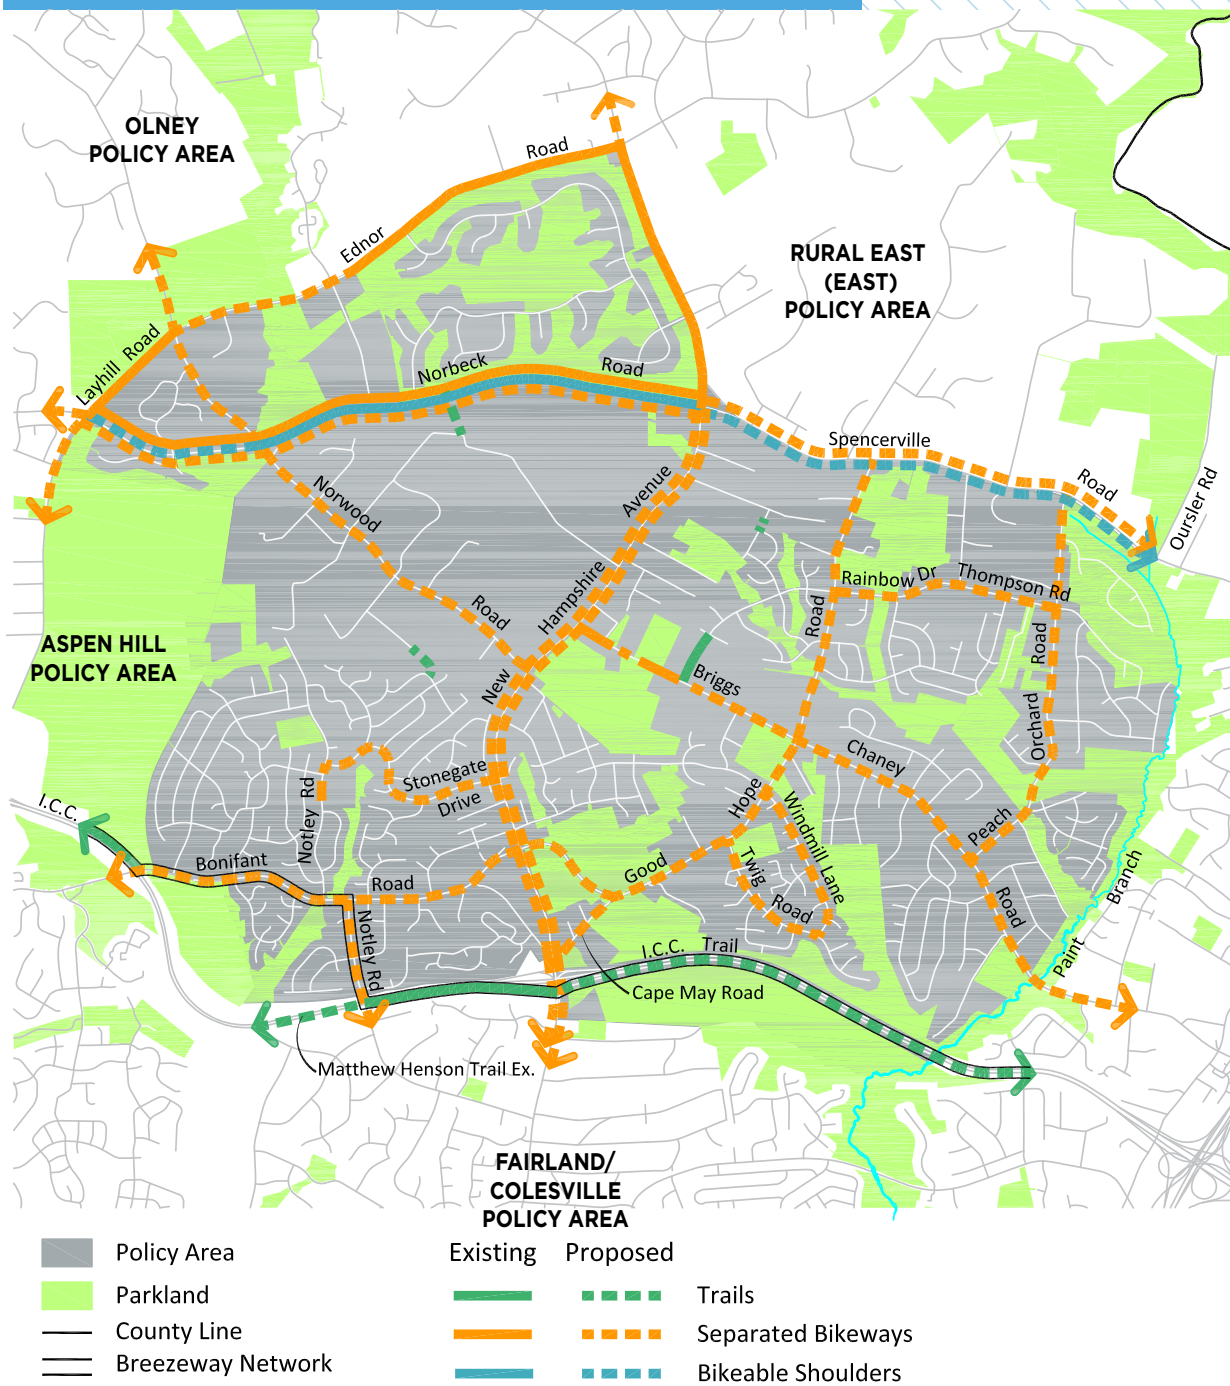 OLNEY
POLICY AREA
Road
Ednor
RURAL EAST
(EAST)
POLICY AREA
Layhill Road
Norbeck
Road
Spencerville
Road
Oursler Rd
Norwood
Road
Avenue
Hampshire
New
Rainbow Dr
Thompson Rd
Road
Road
Orchard
Peach
ASPEN HILL
POLICY AREA
Briggs
Chaney
Road
Stonegate
Drive
Notley Rd
Hope
Windmill Lane
Good
Twig
Road
I.C.C.
Bonifant
Road
Notley Rd
I.C.C. Trail
Cape May Road
Branch
Paint
Matthew Henson Trail Ex.
FAIRLAND/
COLESVILLE
POLICY AREA
Policy Area
Parkland
County Line
Breezeway Network
Existing Proposed
Trails
Separated Bikeways
Bikeable Shoulders